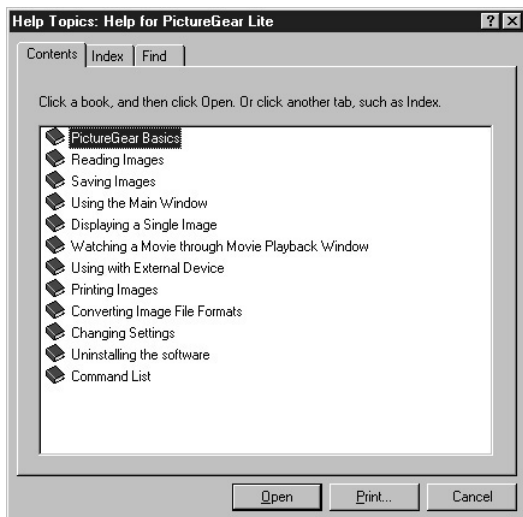 Help Topics: Help for PictureGear Lite
Contents Index Find
Click a book, and then click Open. Or click another tab, such as Index.
PictureGear Basics
Reading Images
Saving Images
Using the Main Window
Displaying a Single Image
Watching a Movie through Movie Playback Window
Using with External Device
Printing Images
Converting Image File Formats
Changing Settings
Uninstalling the software
Command List
Open Print... Cancel